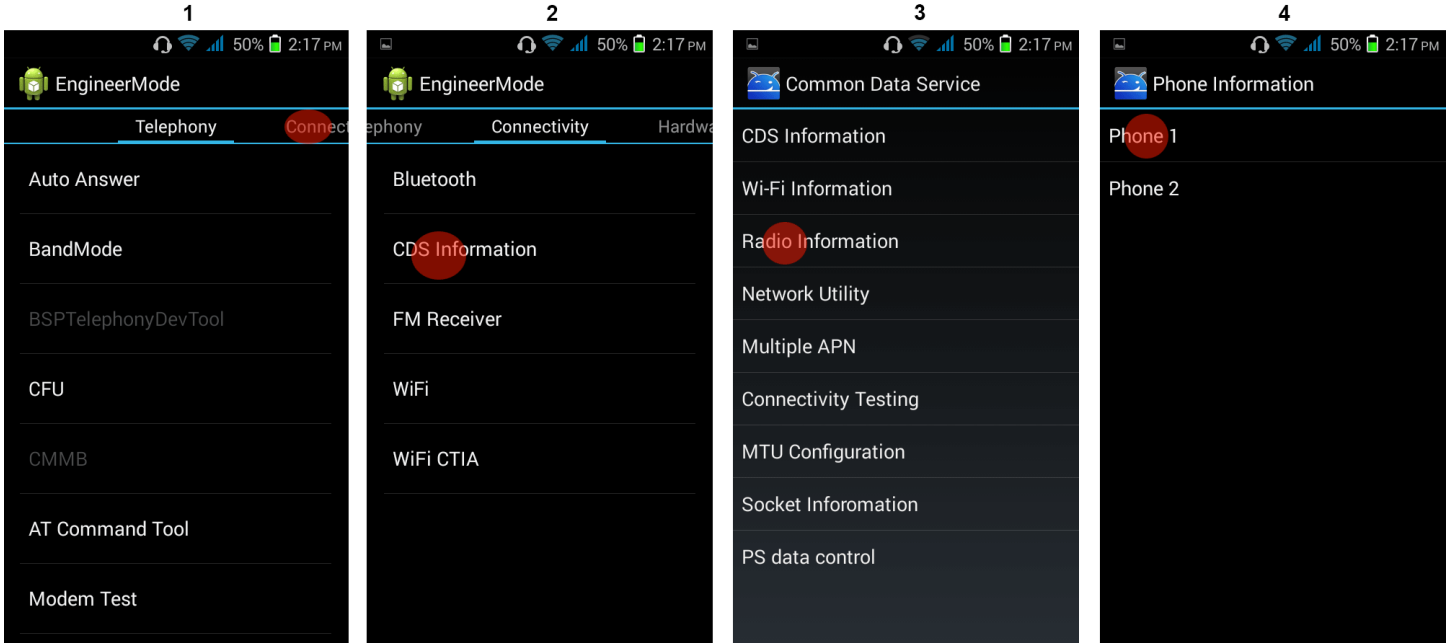 1
50% 2:17 PM
EngineerMode
Telephony Connect
Auto Answer
BandMode
BSPTelephonyDevTool
CFU
CMMB
AT Command Tool
Modem Test
2
50% 2:17 PM
EngineerMode
ephony Connectivity Hardwa
Bluetooth
CDS Information
FM Receiver
WiFi
WiFi CTIA
3
50% 2:17 PM
Common Data Service
CDS Information
Wi-Fi Information
Radio Information
Network Utility
Multiple APN
Connectivity Testing
MTU Configuration
Socket Inforomation
PS data control
4
50% 2:17 PM
Phone Information
Phone 1
Phone 2